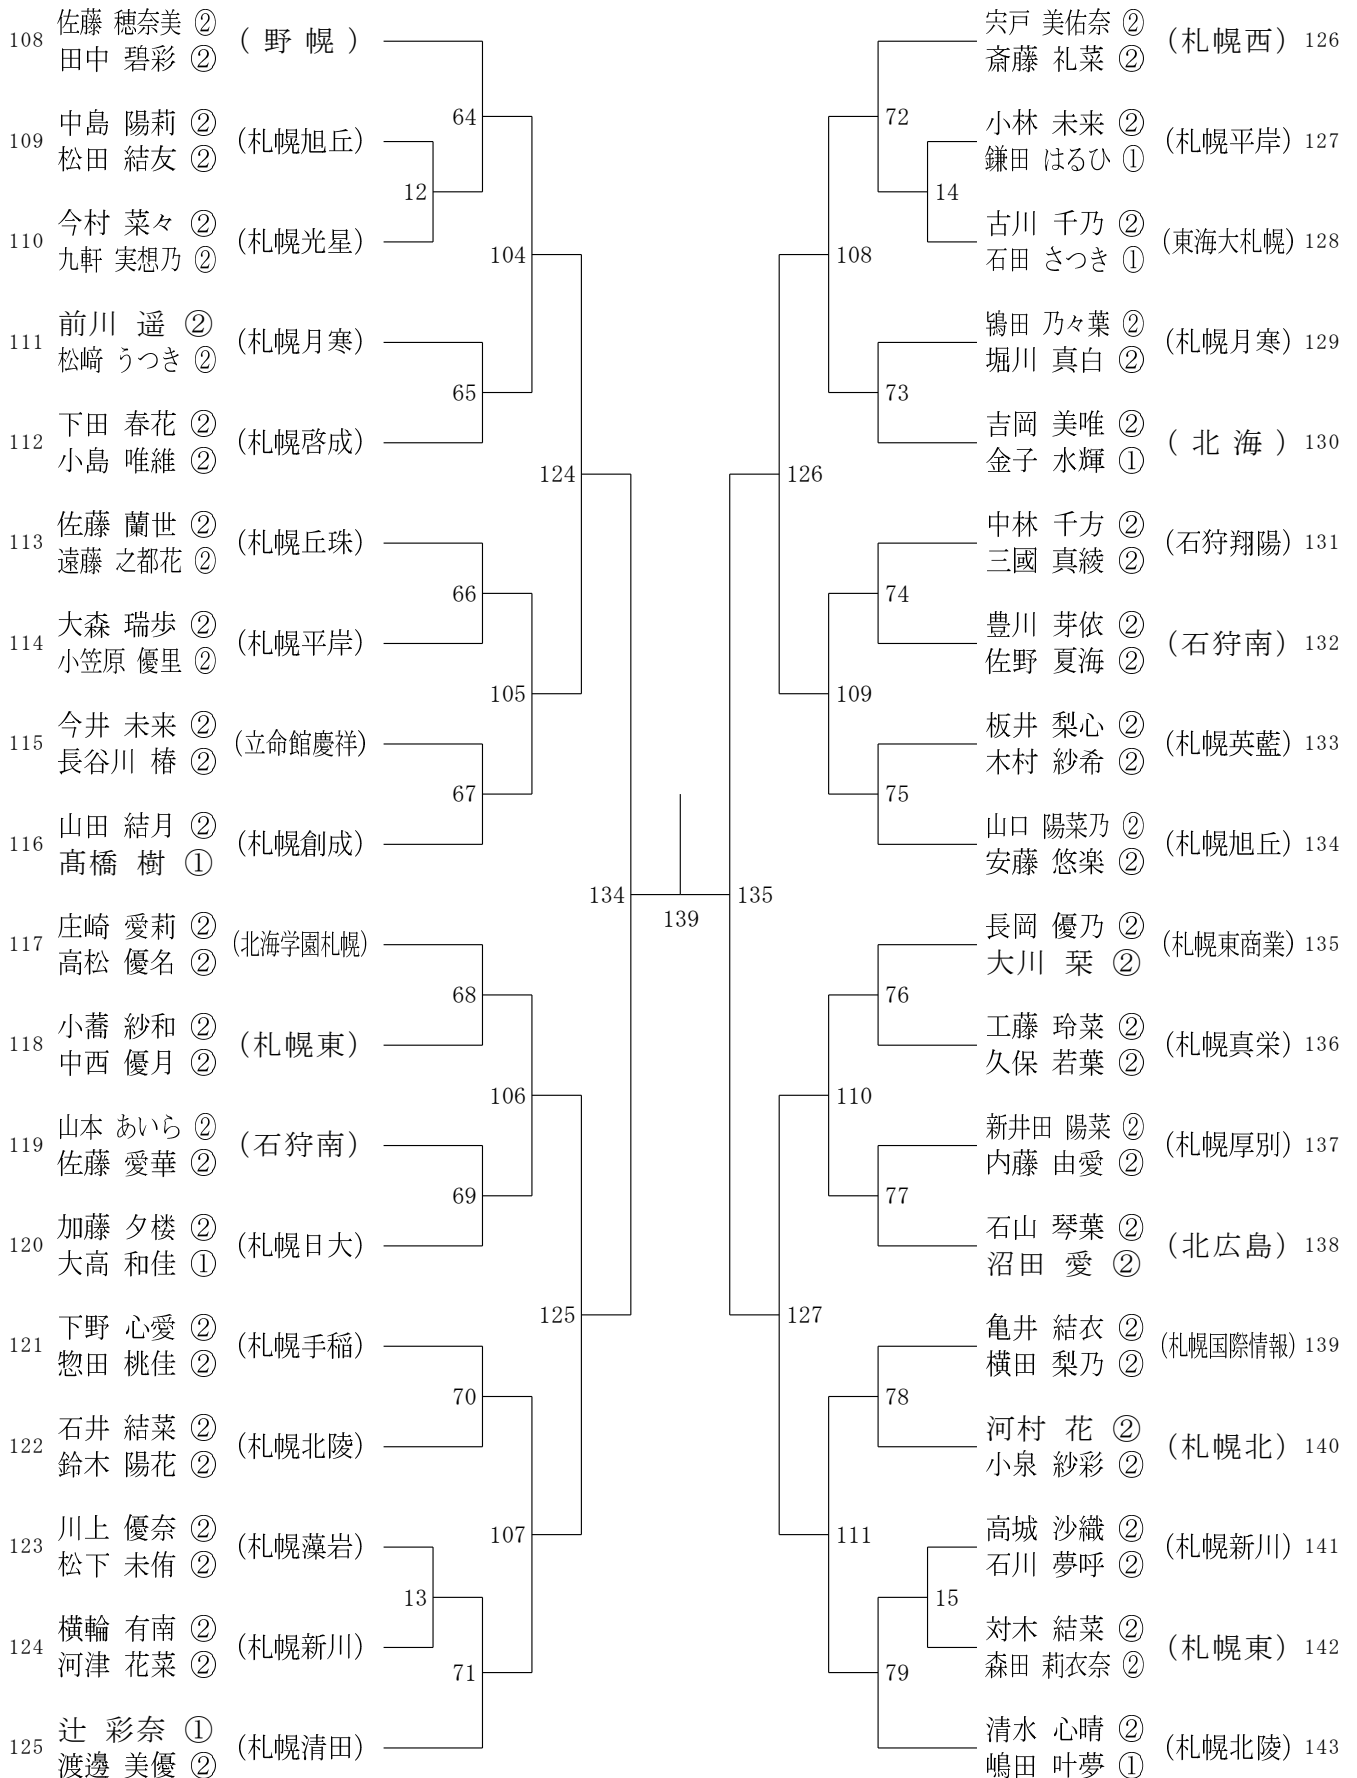 108 佐藤 穂奈美 ② (野幌)
田中 碧彩 ②
109 中島 陽莉 ② (札幌旭丘)
松田 結友 ②
110 今村 菜々 ② (札幌光星)
九軒 実想乃 ②
111 前川 遥 ② (札幌月寒)
松﨑 うつき ②
112 下田 春花 ② (札幌啓成)
小島 唯維 ②
113 佐藤 蘭世 ② (札幌丘珠)
遠藤 之都花 ②
114 大森 瑞歩 ② (札幌平岸)
小笠原 優里 ②
115 今井 未来 ② (立命館慶祥)
長谷川 椿 ②
116 山田 結月 ② (札幌創成)
髙橋 樹 ①
117 庄崎 愛莉 ② (北海学園札幌)
高松 優名 ②
118 小蕎 紗和 ② (札幌東)
中西 優月 ②
119 山本 あいら ② (石狩南)
佐藤 愛華 ②
120 加藤 夕楼 ② (札幌日大)
大高 和佳 ①
121 下野 心愛 ② (札幌手稲)
惣田 桃佳 ②
122 石井 結菜 ② (札幌北陵)
鈴木 陽花 ②
123 川上 優奈 ② (札幌藻岩)
松下 未侑 ②
124 横輪 有南 ② (札幌新川)
河津 花菜 ②
125 辻 彩奈 ① (札幌清田)
渡邊 美優 ②
64
12
104
65
124
66
105
67
134
68
106
69
125
70
107
13
71
139
72
14
108
73
126
74
109
75
135
76
110
77
127
78
111
15
79
宍戸 美佑奈 ② (札幌西) 126
斎藤 礼菜 ②
小林 未来 ② (札幌平岸) 127
鎌田 はるひ ①
古川 千乃 ② (東海大札幌) 128
石田 さつき ①
鴇田 乃々葉 ② (札幌月寒) 129
堀川 真白 ②
吉岡 美唯 ② (北海) 130
金子 水輝 ①
中林 千方 ② (石狩翔陽) 131
三國 真綾 ②
豊川 芽依 ② (石狩南) 132
佐野 夏海 ②
板井 梨心 ② (札幌英藍) 133
木村 紗希 ②
山口 陽菜乃 ② (札幌旭丘) 134
安藤 悠楽 ②
長岡 優乃 ② (札幌東商業) 135
大川 栞 ②
工藤 玲菜 ② (札幌真栄) 136
久保 若葉 ②
新井田 陽菜 ② (札幌厚別) 137
内藤 由愛 ②
石山 琴葉 ② (北広島) 138
沼田 愛 ②
亀井 結衣 ② (札幌国際情報) 139
横田 梨乃 ②
河村 花 ② (札幌北) 140
小泉 紗彩 ②
高城 沙織 ② (札幌新川) 141
石川 夢呼 ②
対木 結菜 ② (札幌東) 142
森田 莉衣奈 ②
清水 心晴 ② (札幌北陵) 143
嶋田 叶夢 ①